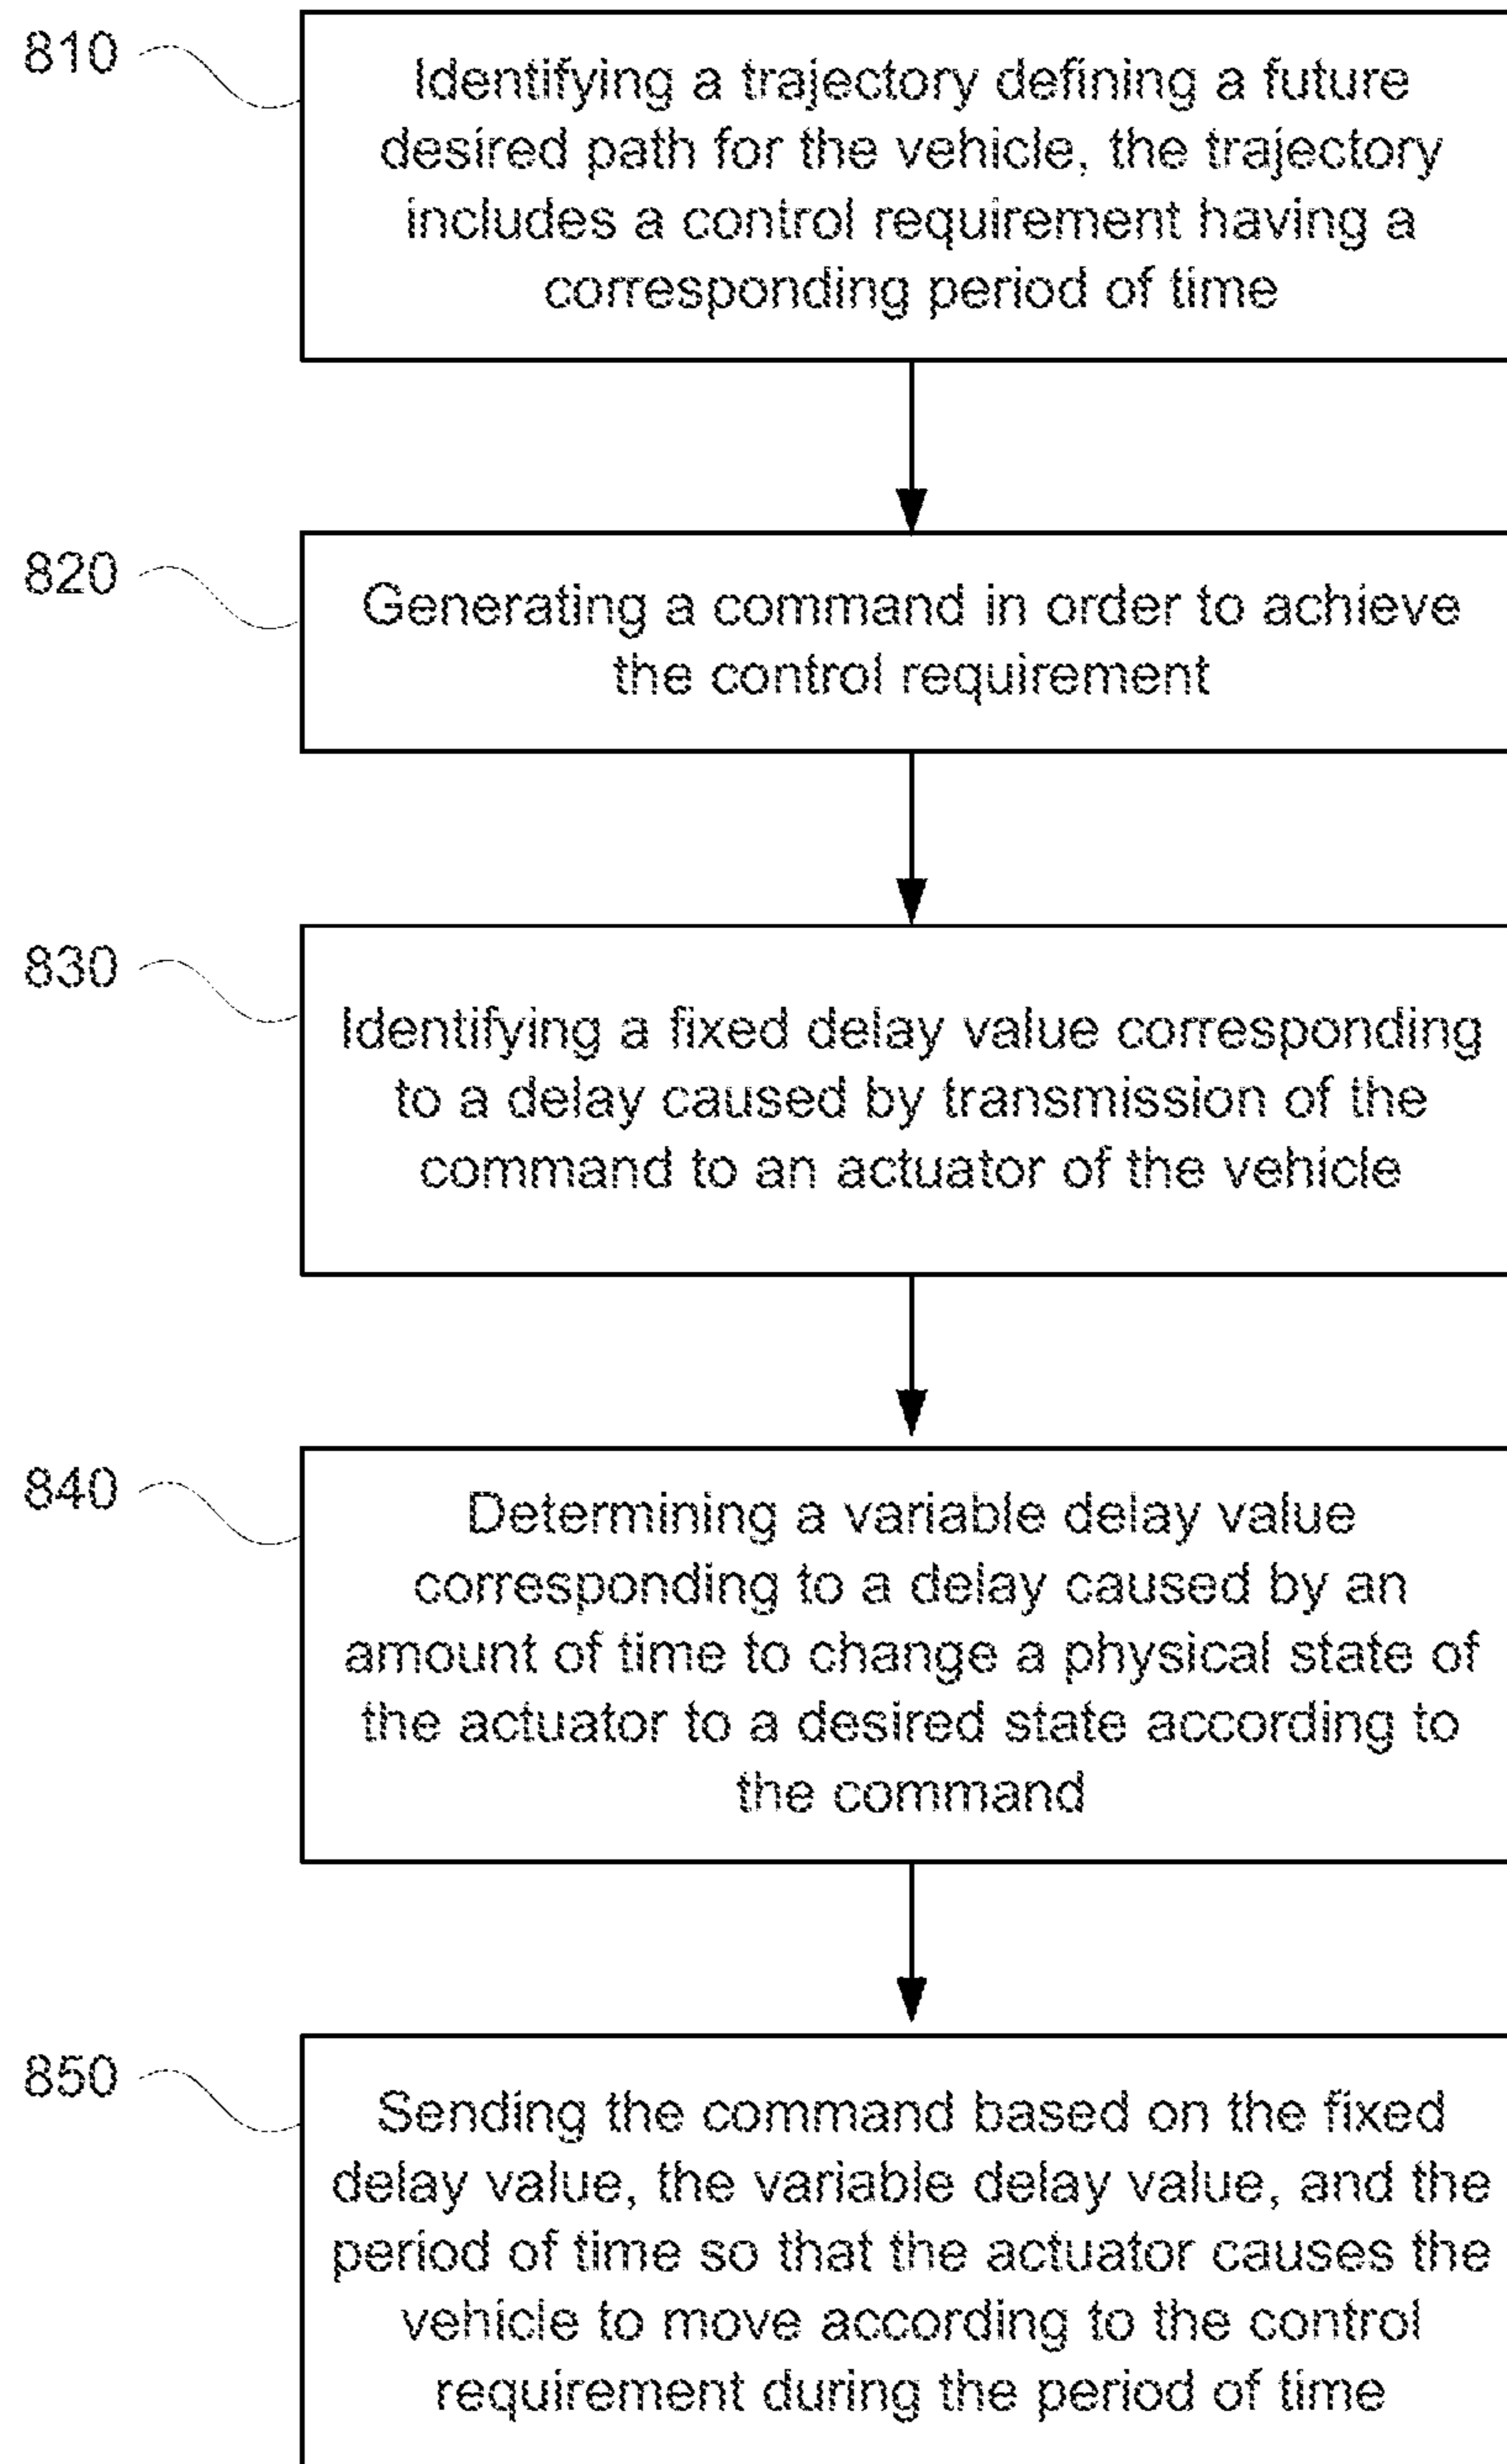 810
Identifying a trajectory defining a future
desired path for the vehicle, the trajectory
includes a control requirement having a
corresponding period of time
820
Generating a command in order to achieve
the control requirement
830
Identifying a fixed delay value corresponding
to a delay caused by transmission of the
command to an actuator of the vehicle
840
Determining a variable delay value
corresponding to a delay caused by an
amount of time to change a physical state of
the actuator to a desired state according to
the command
850
Sending the command based on the fixed
delay value, the variable delay value, and the
period of time so that the actuator causes the
vehicle to move according to the control
requirement during the period of time